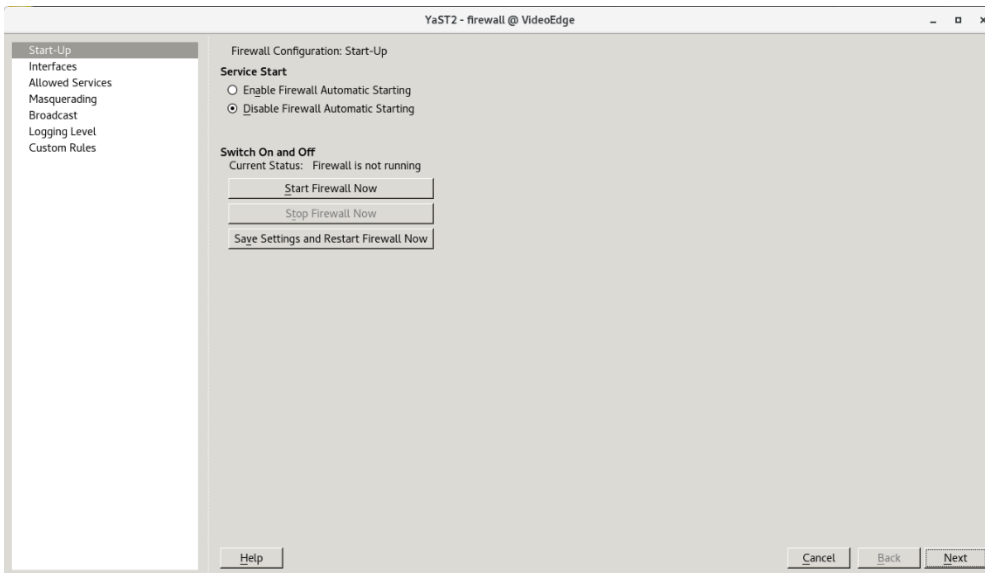 YaST2 - firewall @ VideoEdge
Start-Up
Interfaces
Allowed Services
Masquerading
Broadcast
Logging Level
Custom Rules
Firewall Configuration: Start-Up
Service Start
Enable Firewall Automatic Starting
Disable Firewall Automatic Starting
Switch On and Off
Current Status: Firewall is not running
Start Firewall Now
Stop Firewall Now
Save Settings and Restart Firewall Now
Help
Cancel
Back
Next